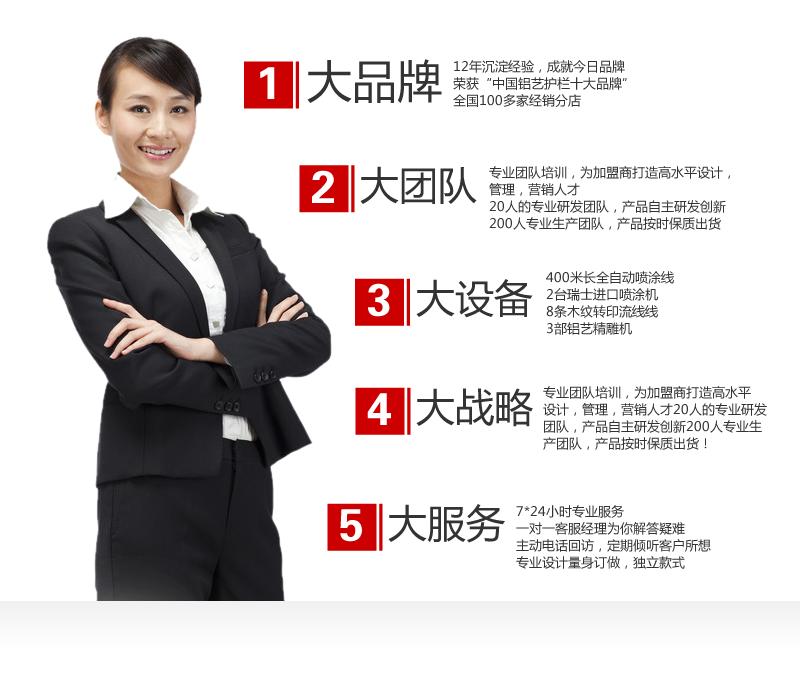 1 大品牌
12年沉淀经验，成就今日品牌
荣获“中国铝艺护栏十大品牌”
全国100多家经销分店
2 大团队
专业团队培训，为加盟商打造高水平设计，
管理，营销人才
20人的专业研发团队，产品自主研发创新
200人专业生产团队，产品按时保质出货
3 大设备
400米长全自动喷涂线
2台瑞士进口喷涂机
8条木纹转印流线线
3部铝艺精雕机
4 大战略
专业团队培训，为加盟商打造高水平
设计，管理，营销人才20人的专业研发
团队，产品自主研发创新200人专业生
产团队，产品按时保质出货！
5 大服务
7*24小时专业服务
一对一客服经理为你解答疑难
主动电话回访，定期倾听客户所想
专业设计量身订做，独立款式